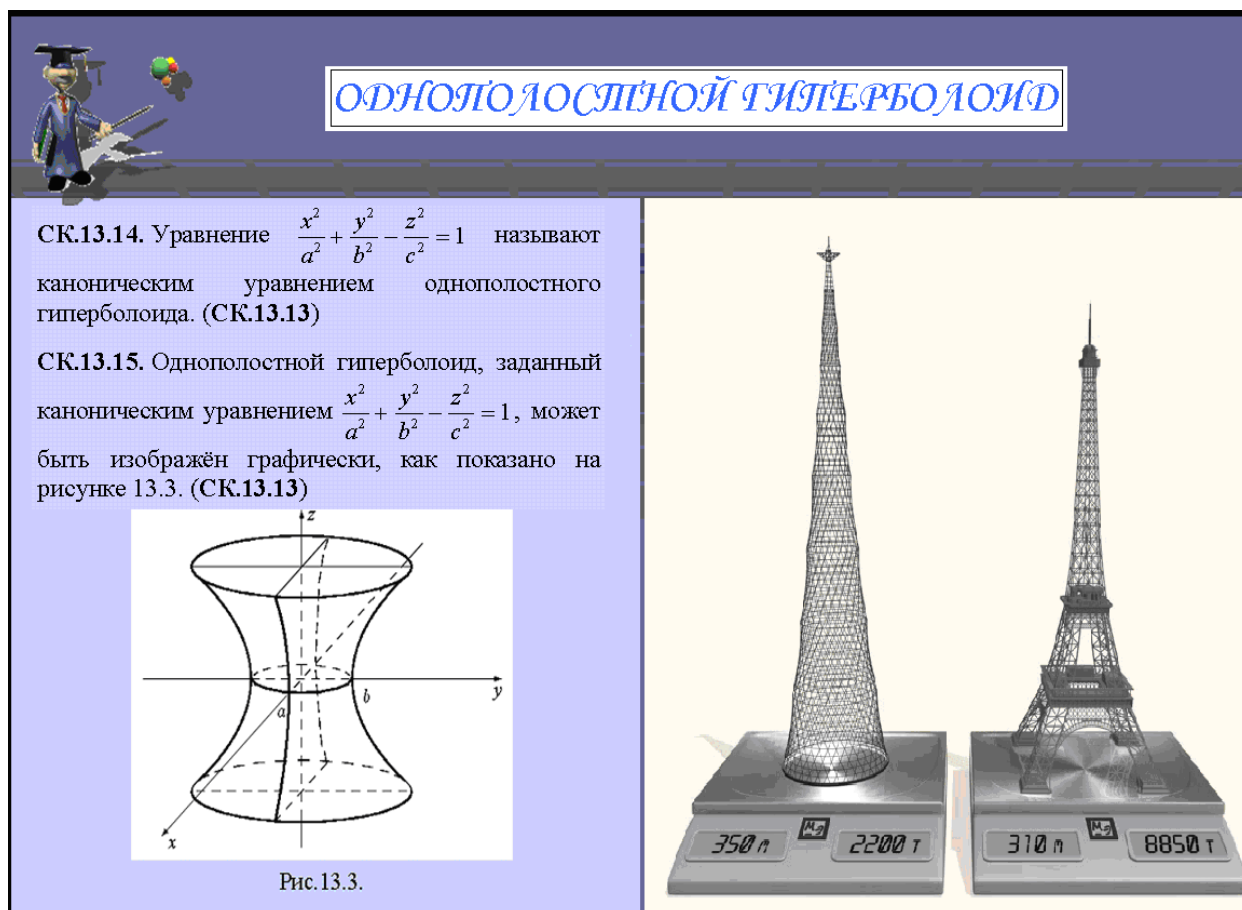 ОДНОПОЛОСТНОЙ ГИПЕРБОЛОИД
СК.13.14. Уравнение x²/a² + y²/b² − z²/c² = 1 называют
каноническим уравнением однополостного
гиперболоида. (СК.13.13)
СК.13.15. Однополостной гиперболоид, заданный
каноническим уравнением x²/a² + y²/b² − z²/c² = 1, может
быть изображён графически, как показано на
рисунке 13.3. (СК.13.13)
z
y
b
a
x
Рис.13.3.
350 m 2200 T
310 m 8850 T